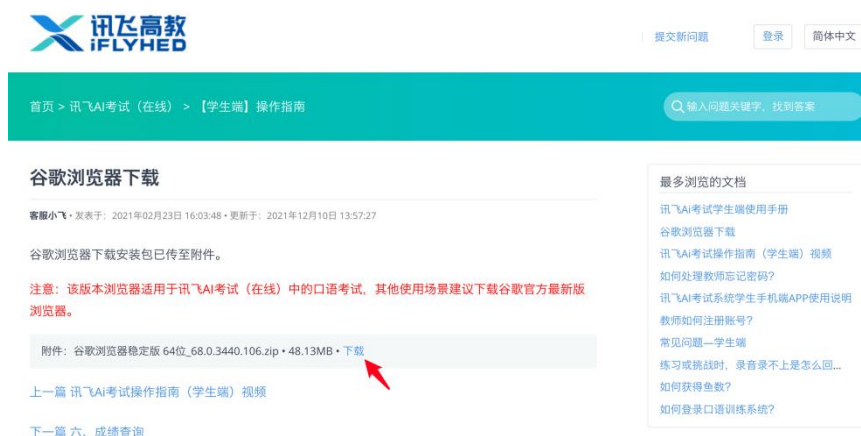 讯飞高教
iFLYHED
提交新问题
登录
简体中文
首页 > 讯飞AI考试（在线） > 【学生端】操作指南
输入问题关键字，找到答案
谷歌浏览器下载
客服小飞 • 发表于：2021年02月23日 16:03:48 • 更新于：2021年12月10日 13:57:27
谷歌浏览器下载安装包已传至附件。
注意：该版本浏览器适用于讯飞AI考试（在线）中的口语考试，其他使用场景建议下载谷歌官方最新版
浏览器。
附件：谷歌浏览器稳定版 64位_68.0.3440.106.zip • 48.13MB • 下载
上一篇 讯飞Ai考试操作指南（学生端）视频
下一篇 六、成绩查询
最多浏览的文档
讯飞Ai考试学生端使用手册
谷歌浏览器下载
讯飞Ai考试操作指南（学生端）视频
如何处理教师忘记密码?
讯飞AI考试系统学生手机端APP使用说明
教师如何注册账号?
常见问题—学生端
练习或挑战时，录音录不上是怎么回...
如何获得鱼数?
如何登录口语训练系统?